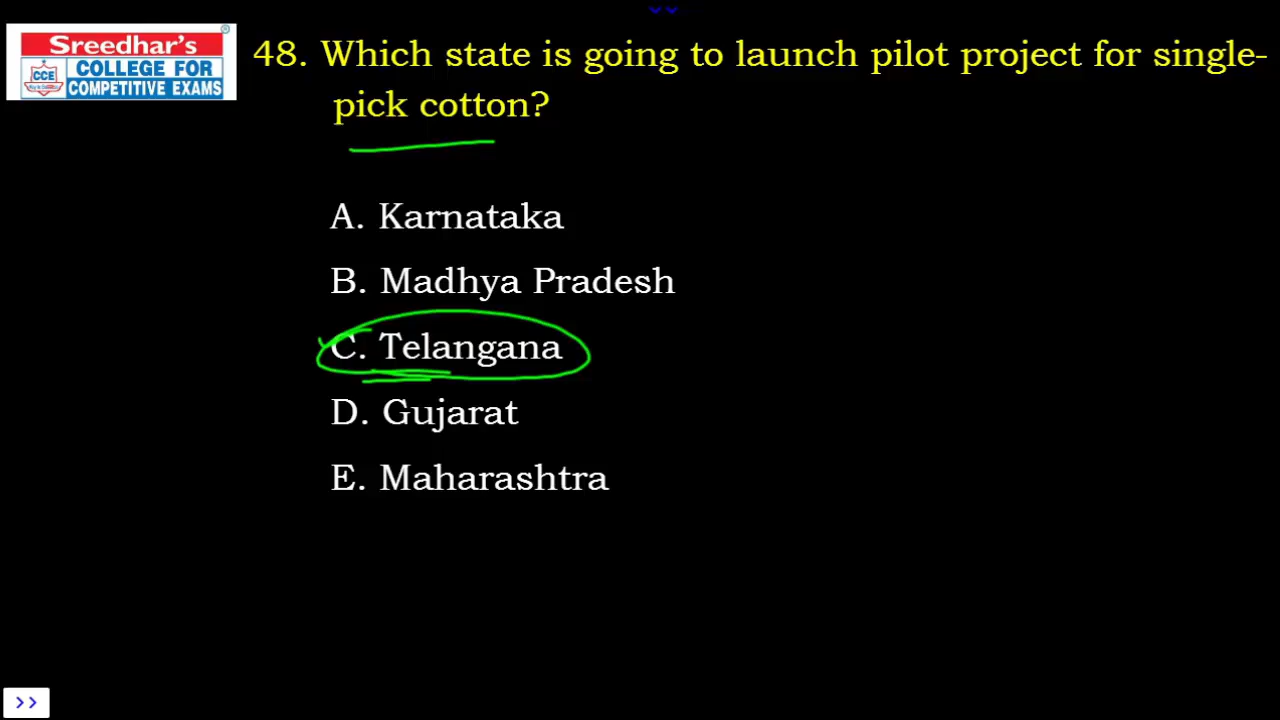 Sreedhar's
COLLEGE FOR
CCE
COMPETITIVE EXAMS
48. Which state is going to launch pilot project for single-
pick cotton?
A. Karnataka
B. Madhya Pradesh
C. Telangana
D. Gujarat
E. Maharashtra
>>